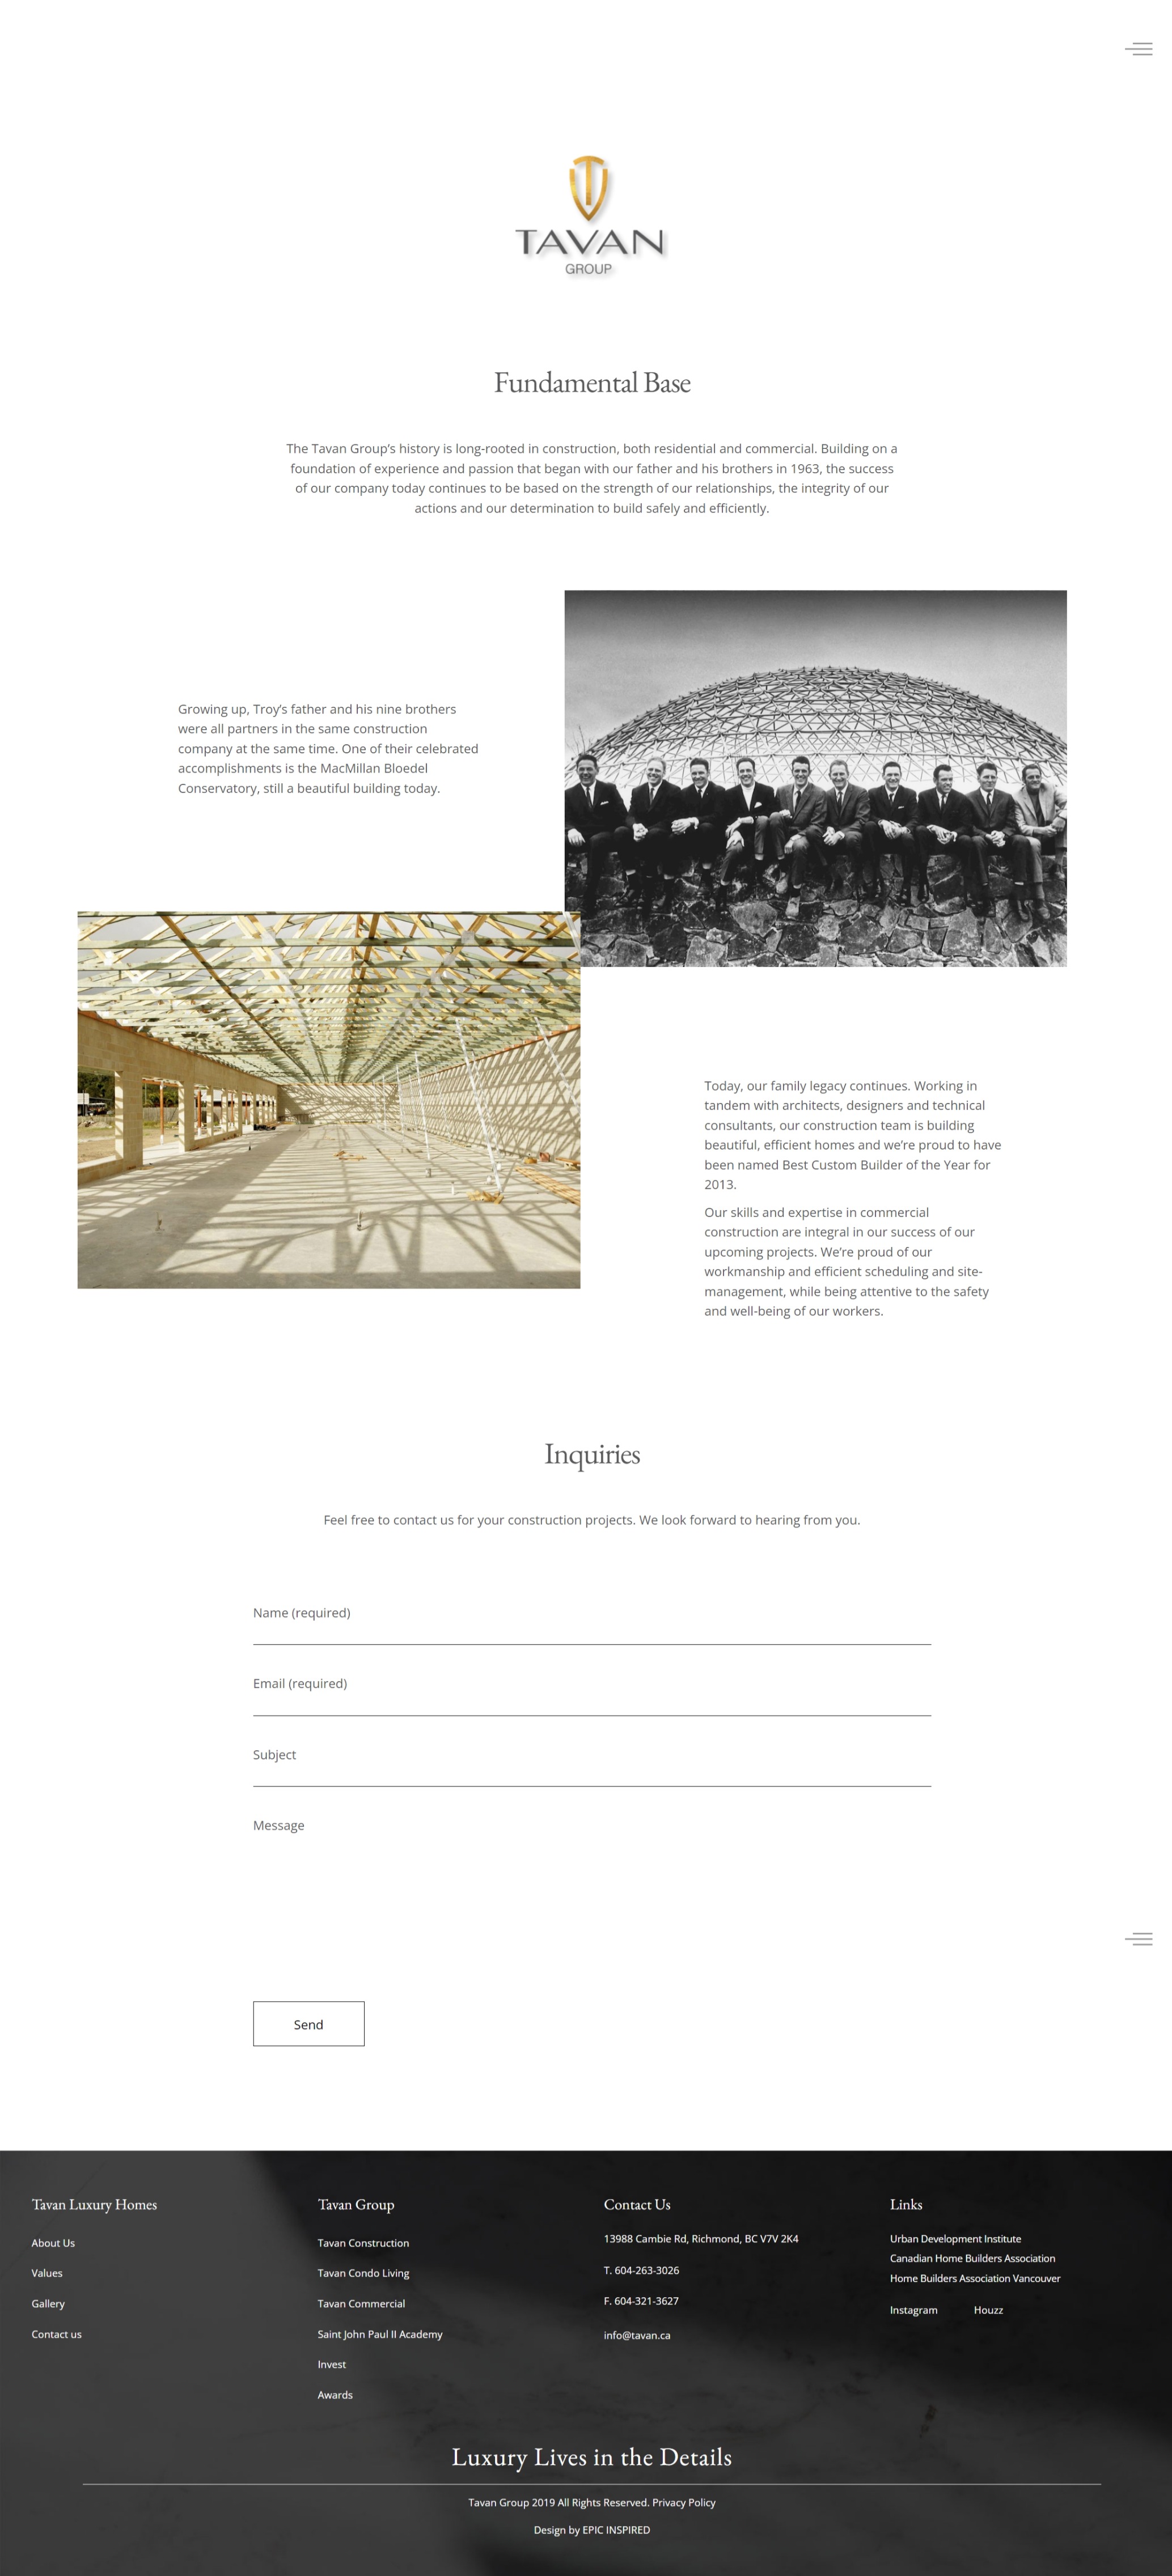 TAVAN
GROUP
Fundamental Base
The Tavan Group’s history is long-rooted in construction, both residential and commercial. Building on a
foundation of experience and passion that began with our father and his brothers in 1963, the success
of our company today continues to be based on the strength of our relationships, the integrity of our
actions and our determination to build safely and efficiently.
Growing up, Troy’s father and his nine brothers
were all partners in the same construction
company at the same time. One of their celebrated
accomplishments is the MacMillan Bloedel
Conservatory, still a beautiful building today.
Today, our family legacy continues. Working in
tandem with architects, designers and technical
consultants, our construction team is building
beautiful, efficient homes and we’re proud to have
been named Best Custom Builder of the Year for
2013.
Our skills and expertise in commercial
construction are integral in our success of our
upcoming projects. We’re proud of our
workmanship and efficient scheduling and site-
management, while being attentive to the safety
and well-being of our workers.
Inquiries
Feel free to contact us for your construction projects. We look forward to hearing from you.
Name (required)
Email (required)
Subject
Message
Send
Tavan Luxury Homes
About Us
Values
Gallery
Contact us
Tavan Group
Tavan Construction
Tavan Condo Living
Tavan Commercial
Saint John Paul II Academy
Invest
Awards
Contact Us
13988 Cambie Rd, Richmond, BC V7V 2K4
T. 604-263-3026
F. 604-321-3627
info@tavan.ca
Links
Urban Development Institute
Canadian Home Builders Association
Home Builders Association Vancouver
Instagram Houzz
Luxury Lives in the Details
Tavan Group 2019 All Rights Reserved. Privacy Policy
Design by EPIC INSPIRED